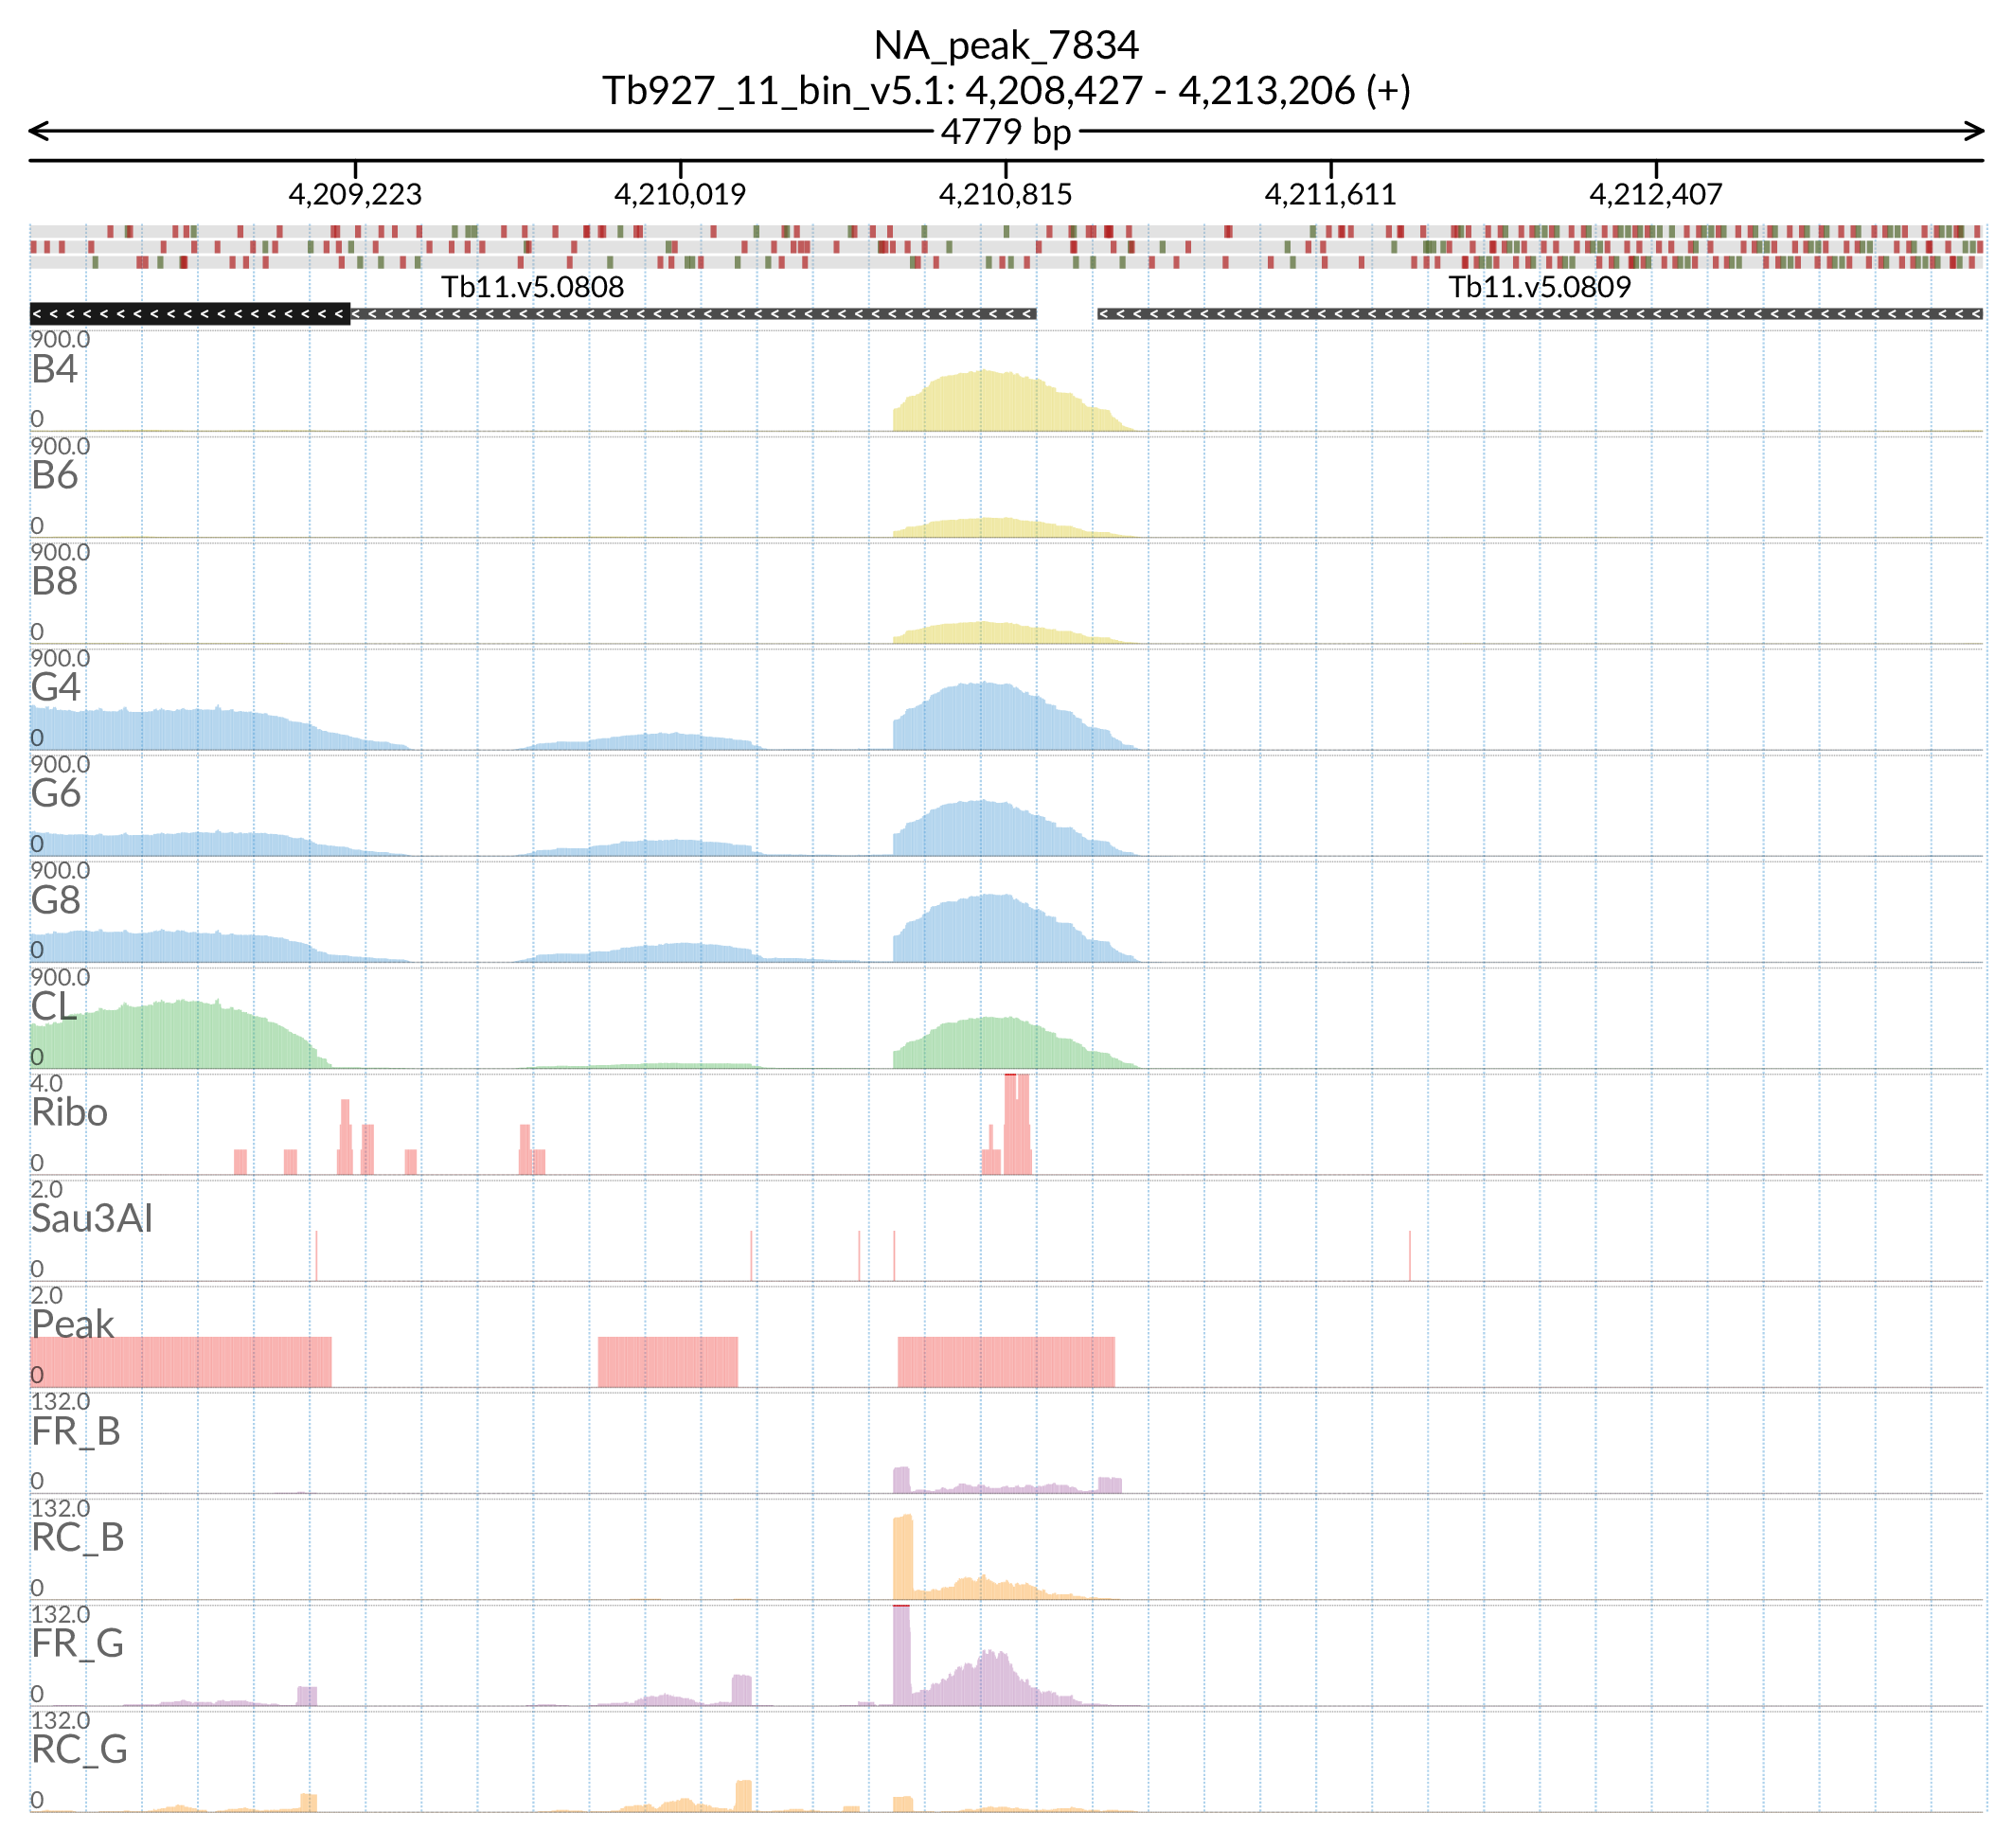 NA_peak_7834
Tb927_11_bin_v5.1: 4,208,427 - 4,213,206 (+)
4779 bp
4,209,223 4,210,019 4,210,815 4,211,611 4,212,407
Tb11.v5.0808 Tb11.v5.0809
900.0
B4
0
900.0
B6
0
900.0
B8
0
900.0
G4
0
900.0
G6
0
900.0
G8
0
900.0
CL
0
4.0
Ribo
0
2.0
Sau3AI
0
2.0
Peak
0
132.0
FR_B
0
132.0
RC_B
0
132.0
FR_G
0
132.0
RC_G
0